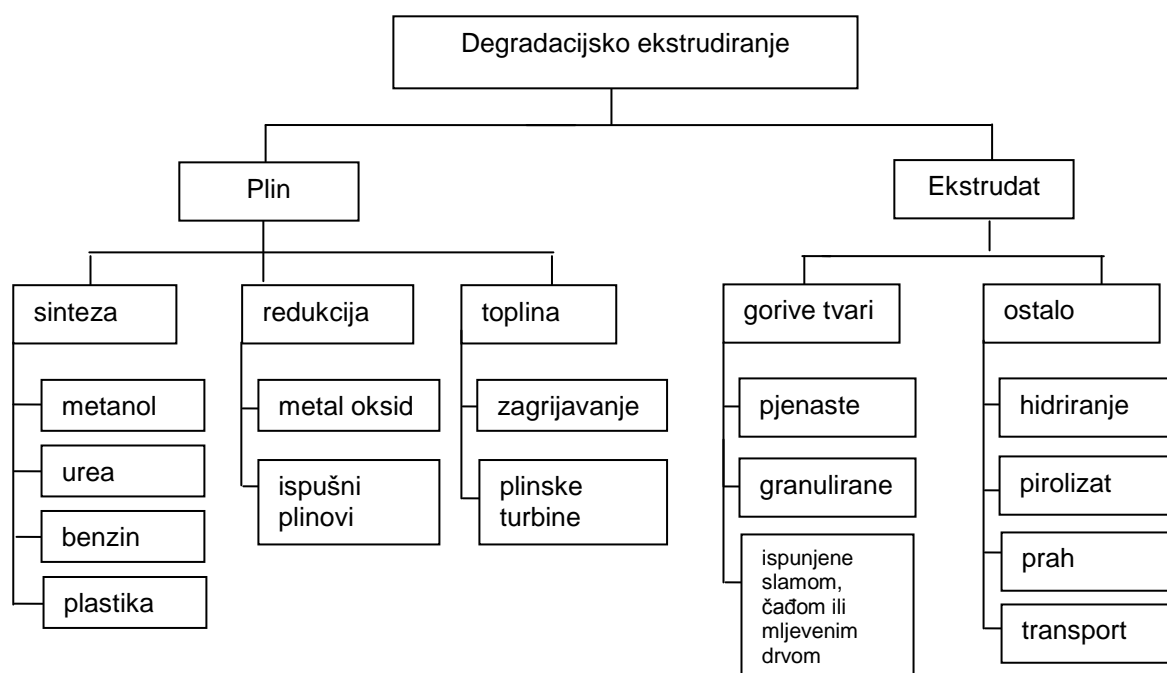 Degradacijsko ekstrudiranje
Plin
Ekstrudat
sinteza
redukcija
toplina
gorive tvari
ostalo
metanol
urea
benzin
plastika
metal oksid
ispušni
plinovi
zagrijavanje
plinske
turbine
pjenaste
granulirane
ispunjene
slamom,
čađom ili
mljevenim
drvom
hidriranje
pirolizat
prah
transport